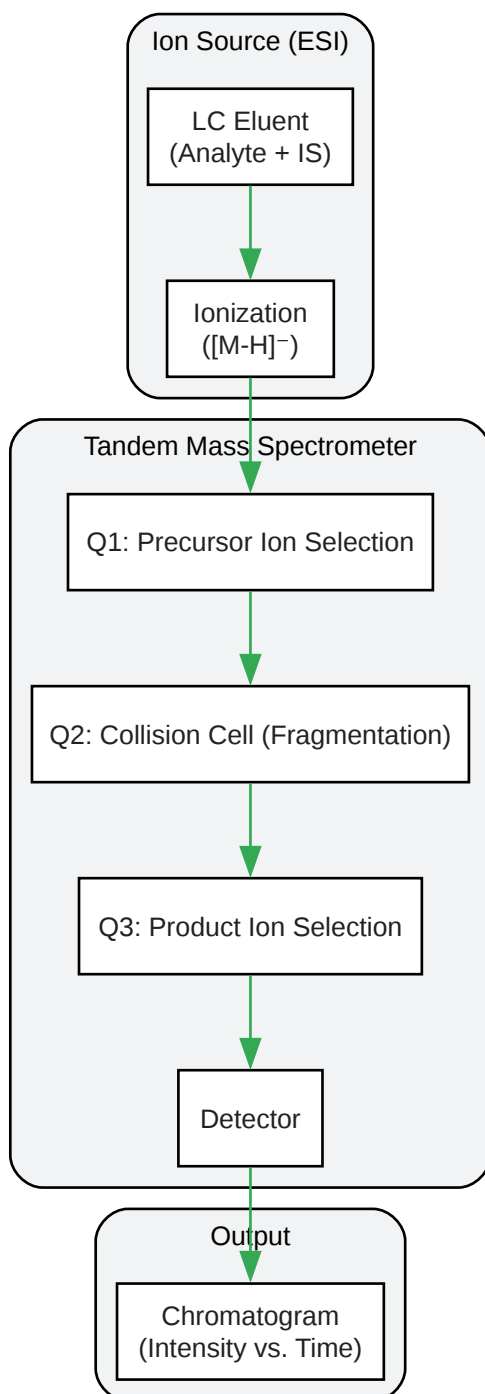 Ion Source (ESI)
LC Eluent
(Analyte + IS)
Ionization
([M-H]⁻)
Tandem Mass Spectrometer
Q1: Precursor Ion Selection
Q2: Collision Cell (Fragmentation)
Q3: Product Ion Selection
Detector
Output
Chromatogram
(Intensity vs. Time)